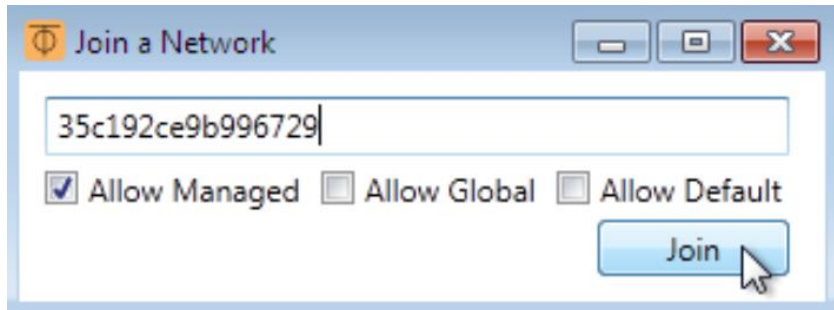 Join a Network
35c192ce9b996729
Allow Managed Allow Global Allow Default
Join